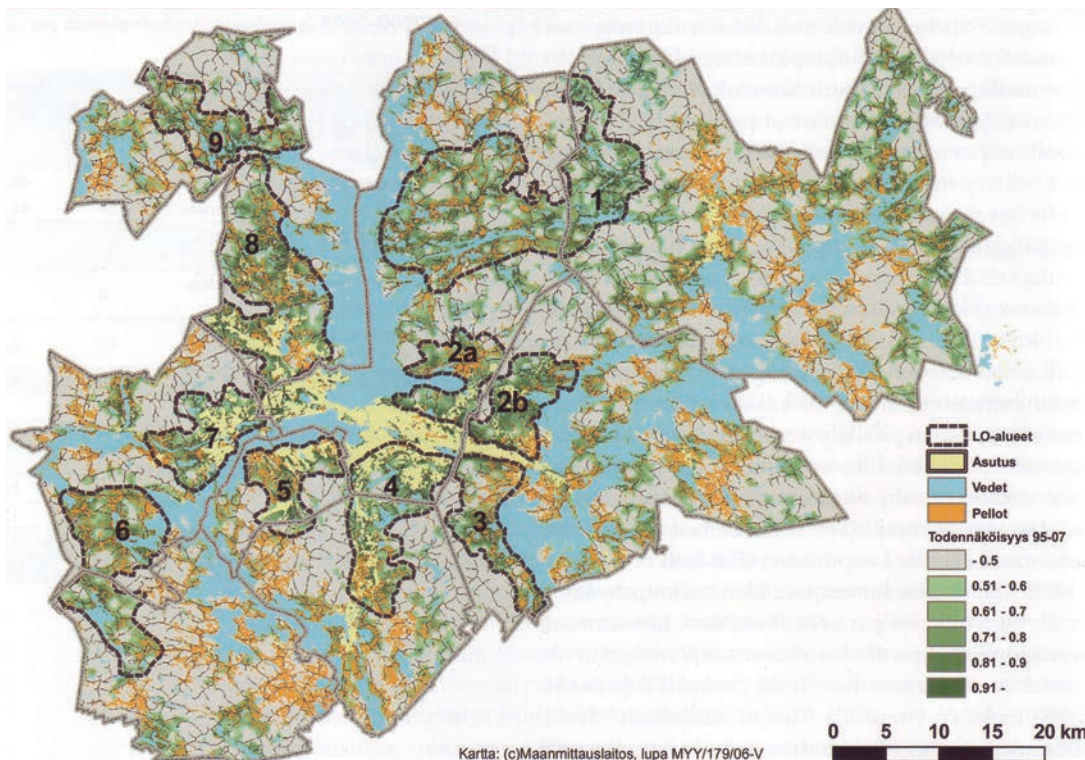 9
1
8
2a
2b
7
5
4
6
3
LO-alueet
Asutus
Vedet
Pellot
Todennäköisyys 95-07
- 0.5
0.51 - 0.6
0.61 - 0.7
0.71 - 0.8
0.81 - 0.9
0.91 -
0 5 10 15 20 km
Kartta: (c)Maanmittauslaitos, lupa MYY/179/06-V